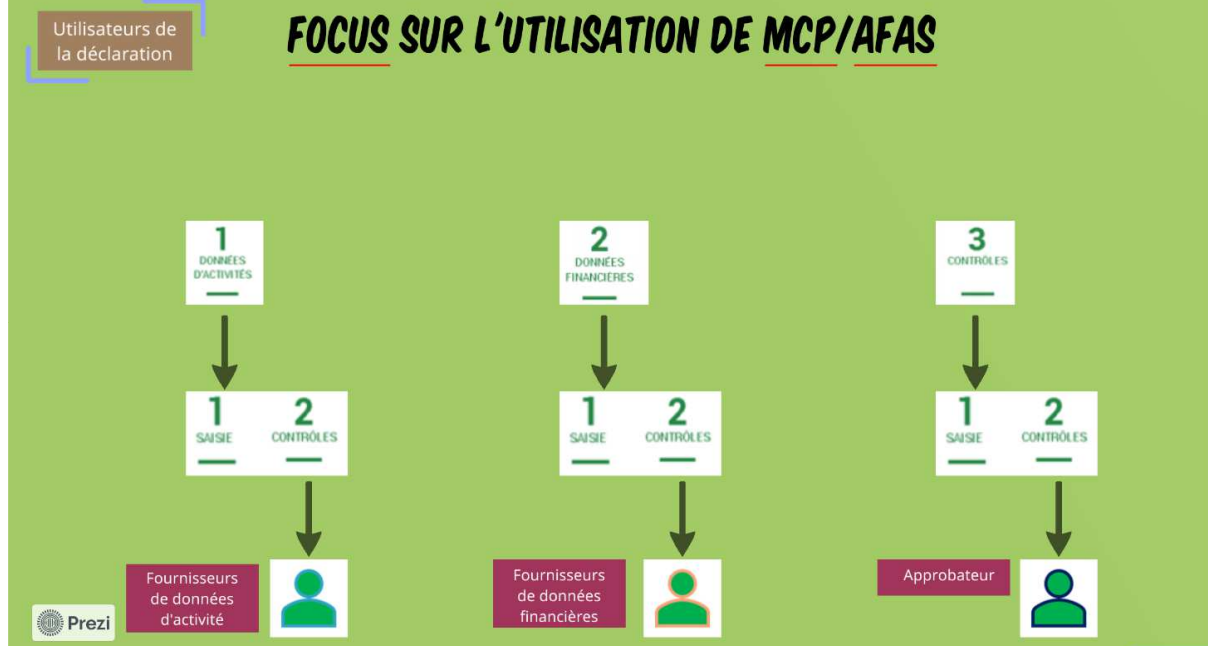 Utilisateurs de
la déclaration
FOCUS SUR L'UTILISATION DE MCP/AFAS
1
DONNÉES
D'ACTIVITÉS
2
DONNÉES
FINANCIÈRES
3
CONTRÔLES
1 2
SAISIE CONTRÔLES
1 2
SAISIE CONTRÔLES
1 2
SAISIE CONTRÔLES
Fournisseurs
de données
d'activité
Fournisseurs
de données
financières
Approbateur
Prezi